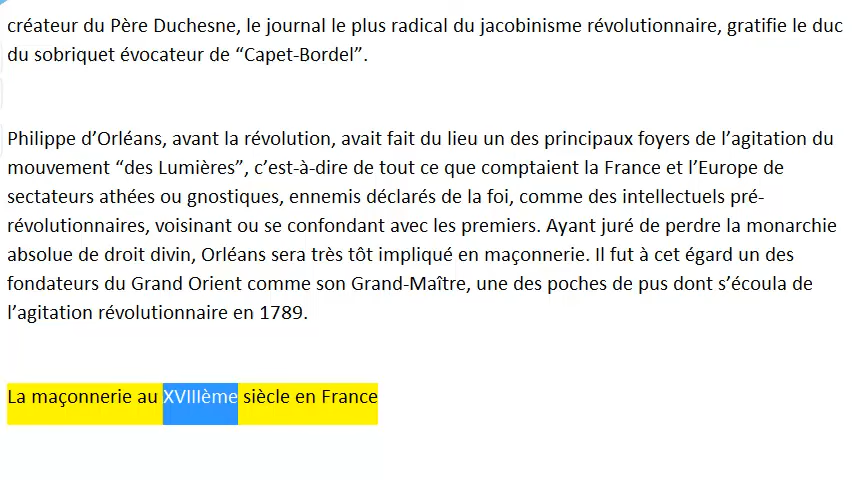 créateur du Père Duchesne, le journal le plus radical du jacobinisme révolutionnaire, gratifie le duc
du sobriquet évocateur de “Capet-Bordel”.
Philippe d’Orléans, avant la révolution, avait fait du lieu un des principaux foyers de l’agitation du
mouvement “des Lumières”, c’est-à-dire de tout ce que comptaient la France et l’Europe de
sectateurs athées ou gnostiques, ennemis déclarés de la foi, comme des intellectuels pré-
révolutionnaires, voisinant ou se confondant avec les premiers. Ayant juré de perdre la monarchie
absolue de droit divin, Orléans sera très tôt impliqué en maçonnerie. Il fut à cet égard un des
fondateurs du Grand Orient comme son Grand-Maître, une des poches de pus dont s’écoula de
l’agitation révolutionnaire en 1789.
La maçonnerie au XVIIIème siècle en France